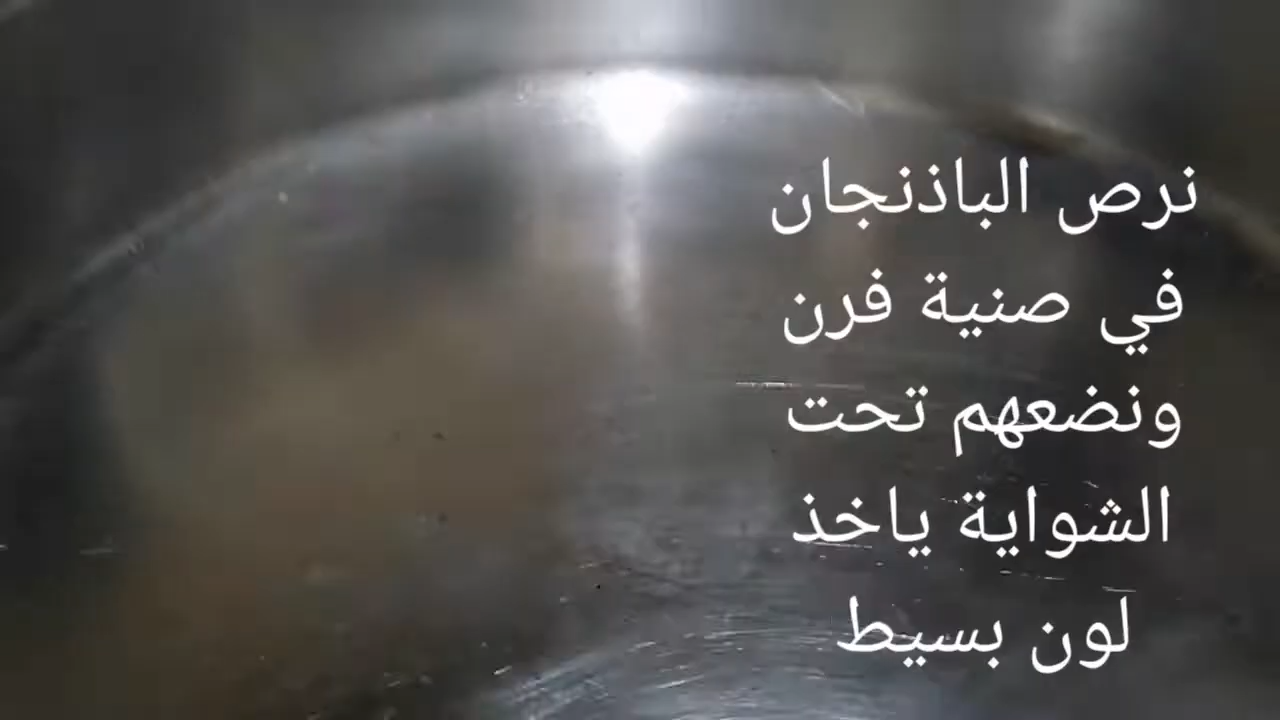 نرص الباذنجان
في صنية فرن
ونضعهم تحت
الشواية ياخذ
لون بسيط